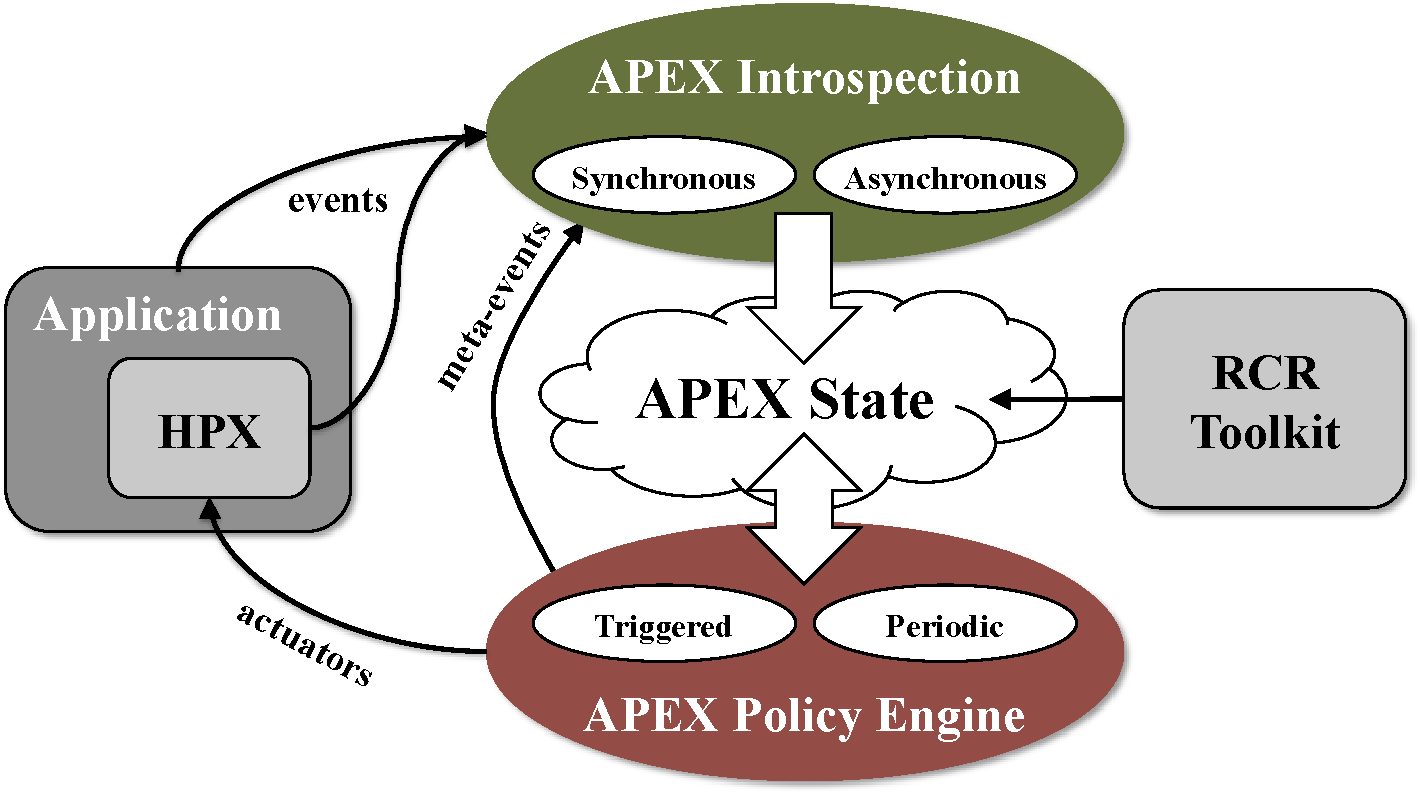 APEX Introspection
Synchronous
Asynchronous
events
meta-events
Application
HPX
APEX State
RCR
Toolkit
actuators
Triggered
Periodic
APEX Policy Engine